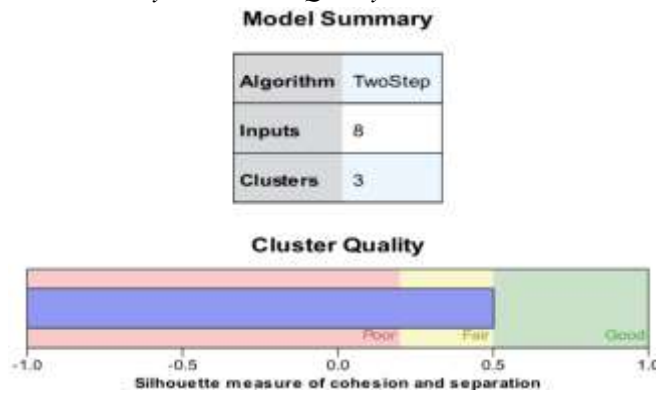 Model Summary
Algorithm TwoStep
Inputs 8
Clusters 3
Cluster Quality
Poor Fair Good
-1.0 -0.5 0.0 0.5 1.0
Silhouette measure of cohesion and separation